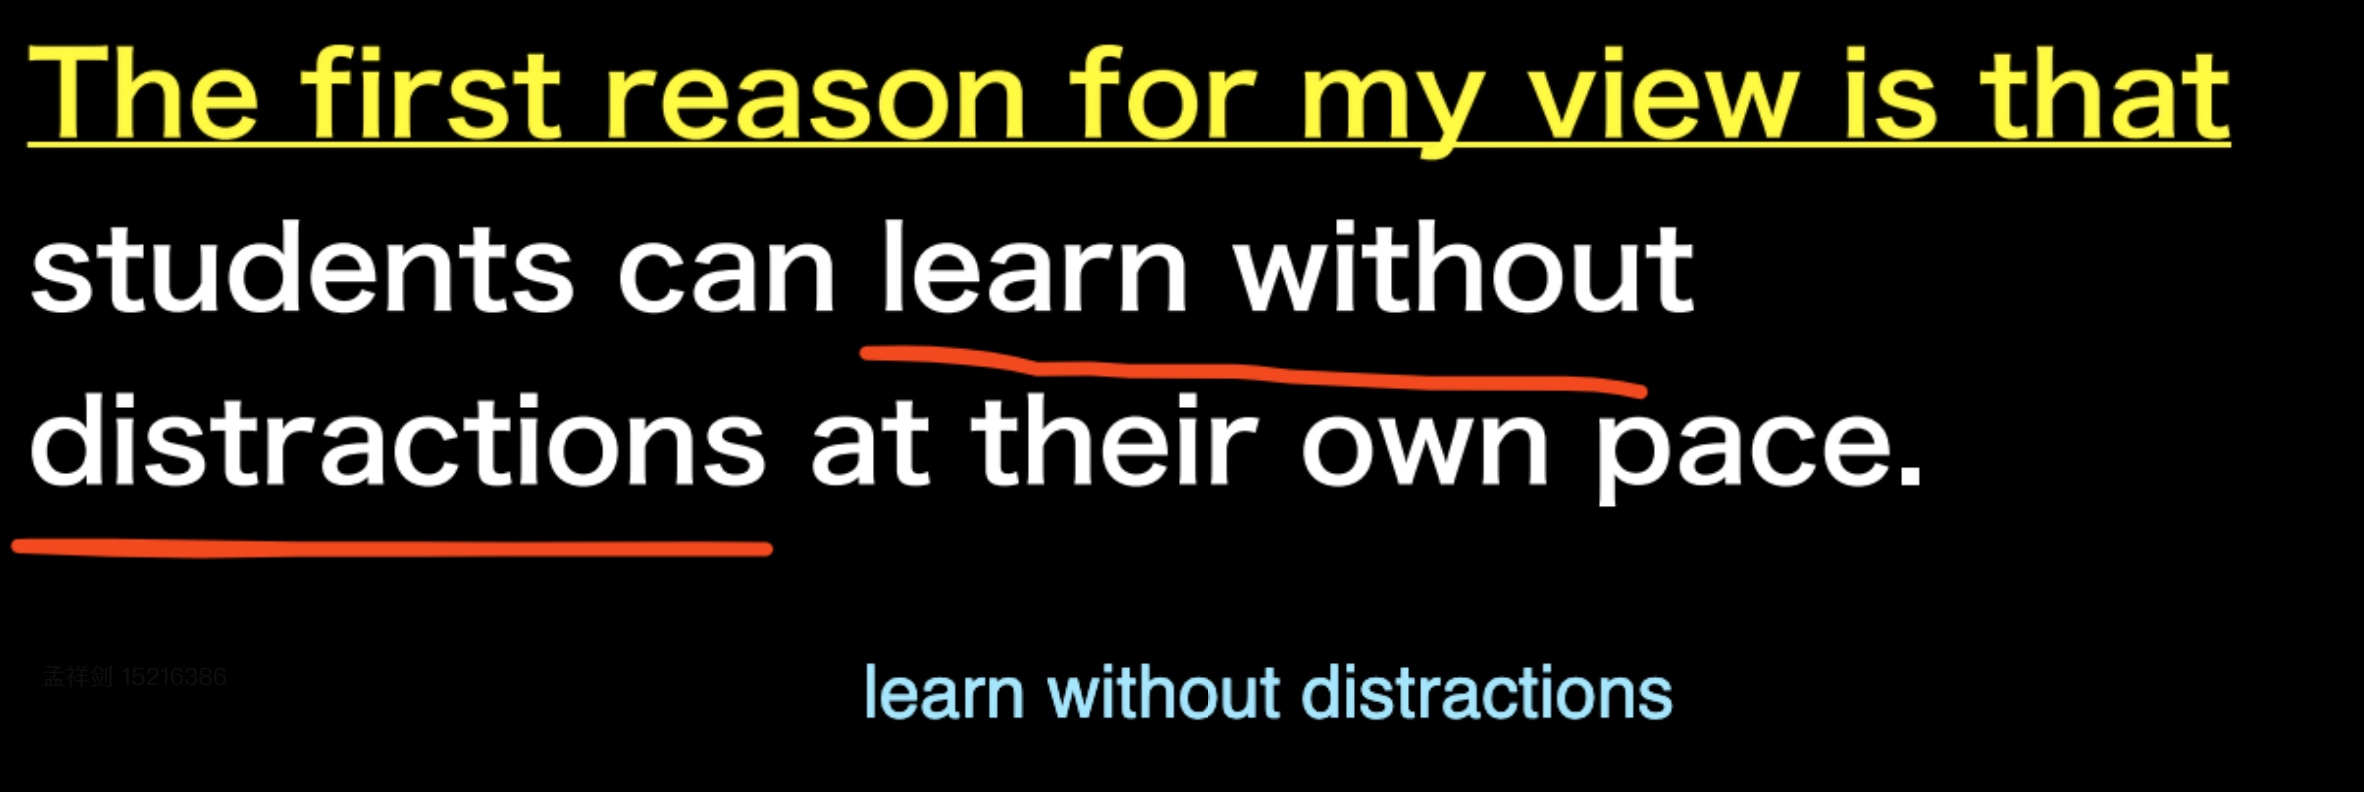 The first reason for my view is that
students can learn without
distractions at their own pace.
孟祥剑 15216386
learn without distractions